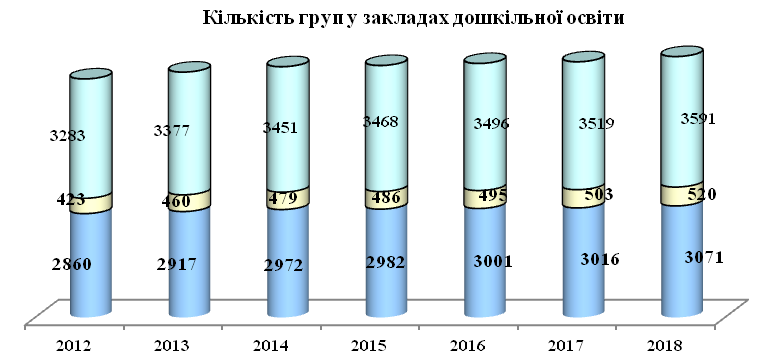 Кількість груп у закладах дошкільної освіти
3283 3377 3451 3468 3496 3519 3591
423 460 479 486 495 503 520
2860 2917 2972 2982 3001 3016 3071
2012 2013 2014 2015 2016 2017 2018